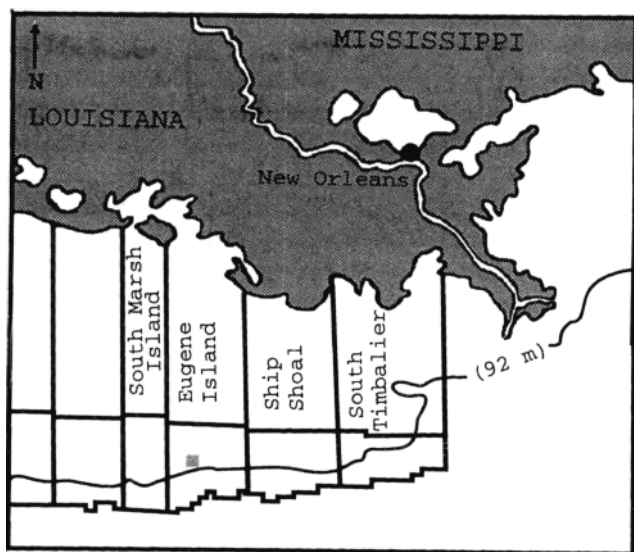 MISSISSIPPI
N
LOUISIANA
New Orleans
South Marsh
Island
Eugene
Island
Ship
Shoal
South
Timbalier
(92 m)